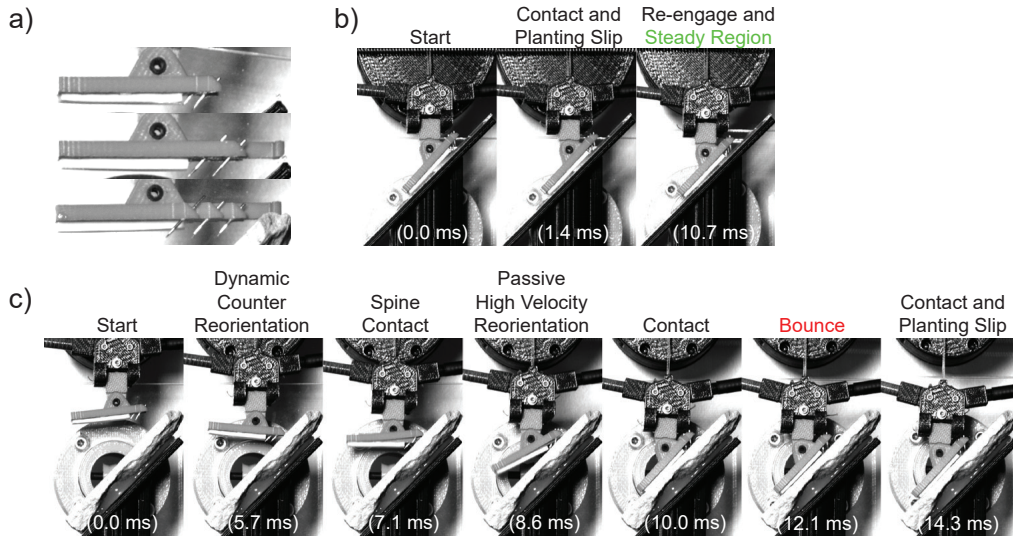 a)
b)
Start
Contact and
Planting Slip
Re-engage and
Steady Region
(0.0 ms)
(1.4 ms)
(10.7 ms)
c)
Start
Dynamic
Counter
Reorientation
Spine
Contact
Passive
High Velocity
Reorientation
Contact
Bounce
Contact and
Planting Slip
(0.0 ms)
(5.7 ms)
(7.1 ms)
(8.6 ms)
(10.0 ms)
(12.1 ms)
(14.3 ms)